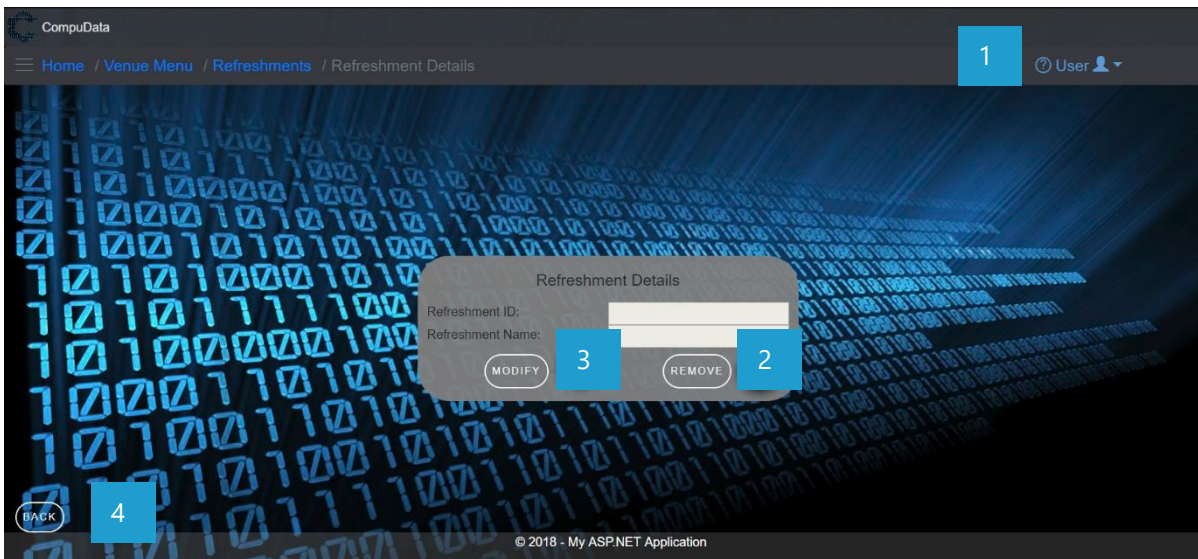 CompuData
Home / Venue Menu / Refreshments / Refreshment Details
1
User
Refreshment Details
Refreshment ID:
Refreshment Name:
MODIFY
3
REMOVE
2
BACK
4
© 2018 - My ASP.NET Application